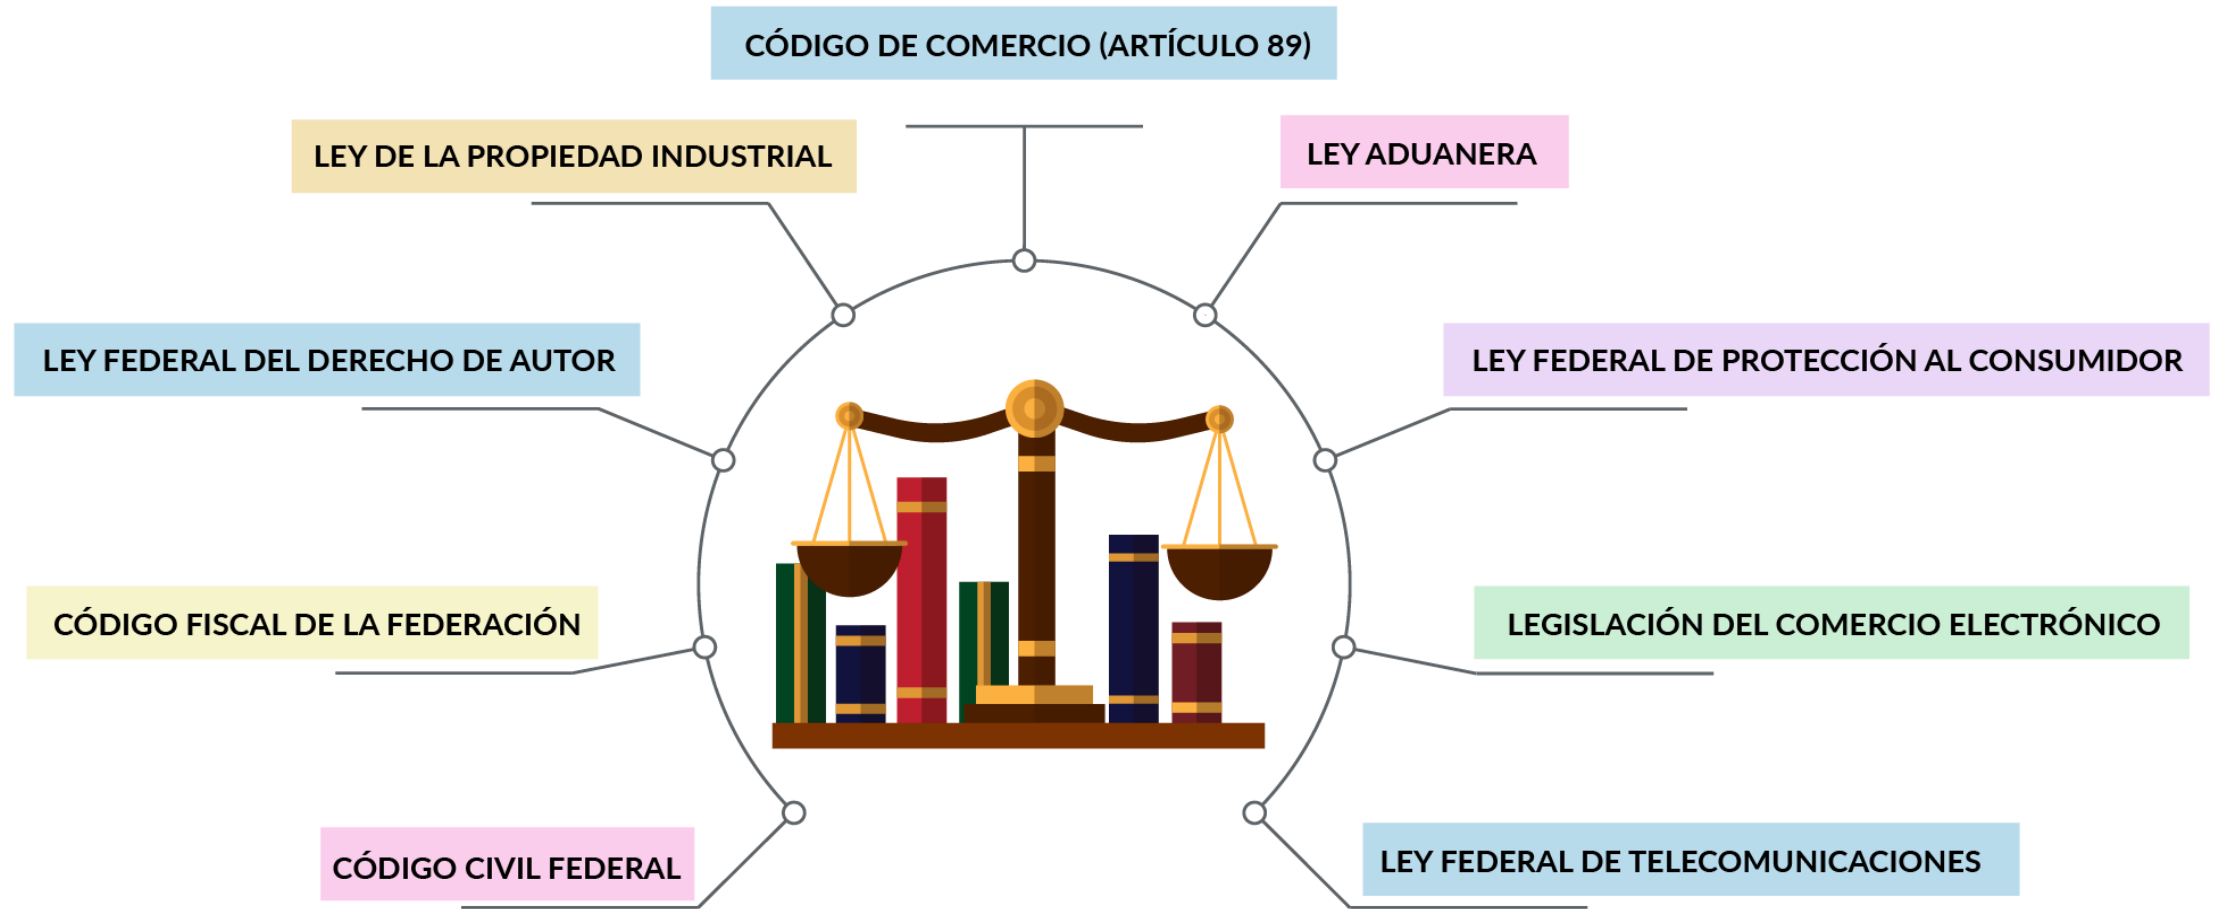 CÓDIGO DE COMERCIO (ARTÍCULO 89)
LEY DE LA PROPIEDAD INDUSTRIAL
LEY ADUANERA
LEY FEDERAL DEL DERECHO DE AUTOR
LEY FEDERAL DE PROTECCIÓN AL CONSUMIDOR
CÓDIGO FISCAL DE LA FEDERACIÓN
LEGISLACIÓN DEL COMERCIO ELECTRÓNICO
CÓDIGO CIVIL FEDERAL
LEY FEDERAL DE TELECOMUNICACIONES